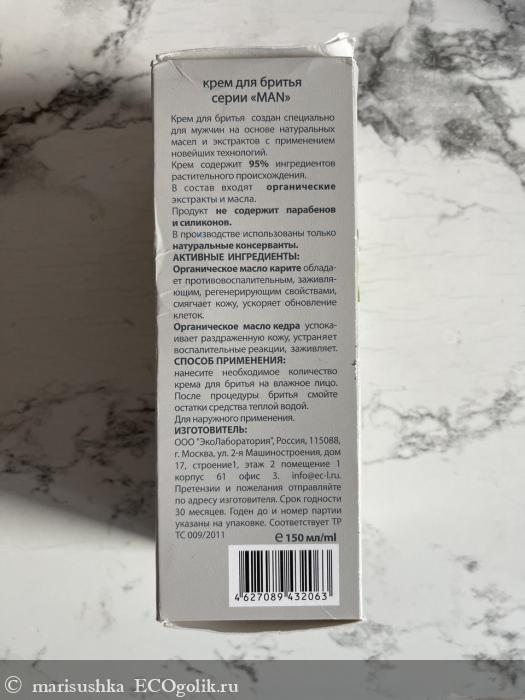 крем для бритья
серии «MAN»
Крем для бритья создан специально
для мужчин на основе натуральных
масел и экстрактов с применением
новейших технологий.
Крем содержит 95% ингредиентов
растительного происхождения.
В состав входят органические
экстракты и масла.
Продукт не содержит парабенов
и силиконов.
В производстве использованы только
натуральные консерванты.
АКТИВНЫЕ ИНГРЕДИЕНТЫ:
Органическое масло карите облада-
ет противовоспалительным, заживля-
ющим, регенерирующим свойствами,
смягчает кожу, ускоряет обновление
клеток.
Органическое масло кедра успока-
ивает раздраженную кожу, устраняет
воспалительные реакции, заживляет.
СПОСОБ ПРИМЕНЕНИЯ:
нанесите необходимое количество
крема для бритья на влажное лицо.
После процедуры бритья смойте
остатки средства теплой водой.
Для наружного применения.
ИЗГОТОВИТЕЛЬ:
ООО "ЭкоЛаборатория", Россия, 115088,
г. Москва, ул. 2-я Машиностроения, дом
17, строение1, этаж 2 помещение 1
корпус 61 офис 3. info@ec-l.ru.
Претензии и пожелания отправляйте
по адресу изготовителя. Срок годности
30 месяцев. Годен до и номер партии
указаны на упаковке. Соответствует ТР
ТС 009/2011
℮ 150 мл/ml
4 627089 432063
© marisushka ECOgolik.ru